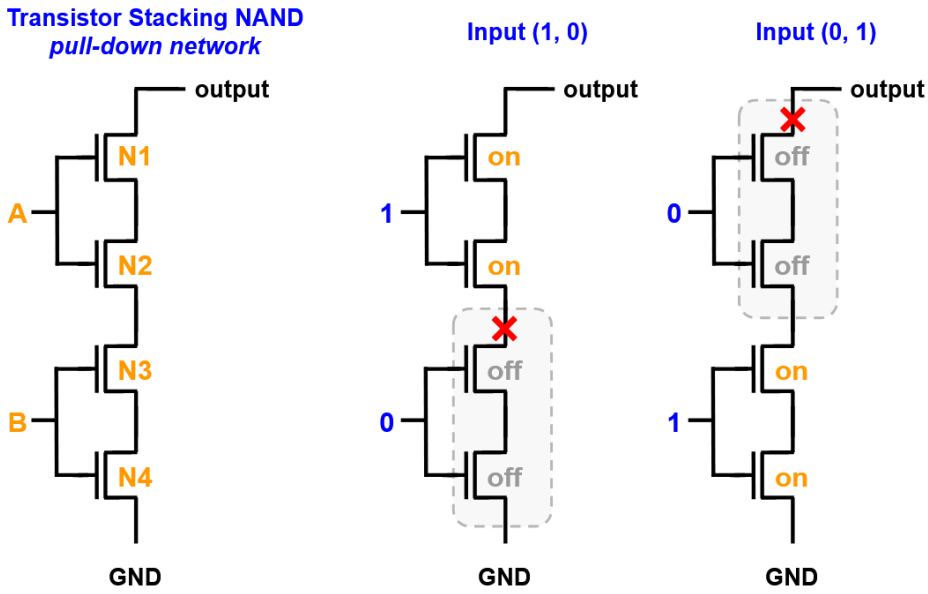 Transistor Stacking NAND
pull-down network
Input (1, 0)
Input (0, 1)
output
output
output
N1
on
off
A
1
0
N2
on
off
N3
off
on
B
0
1
N4
off
on
GND
GND
GND